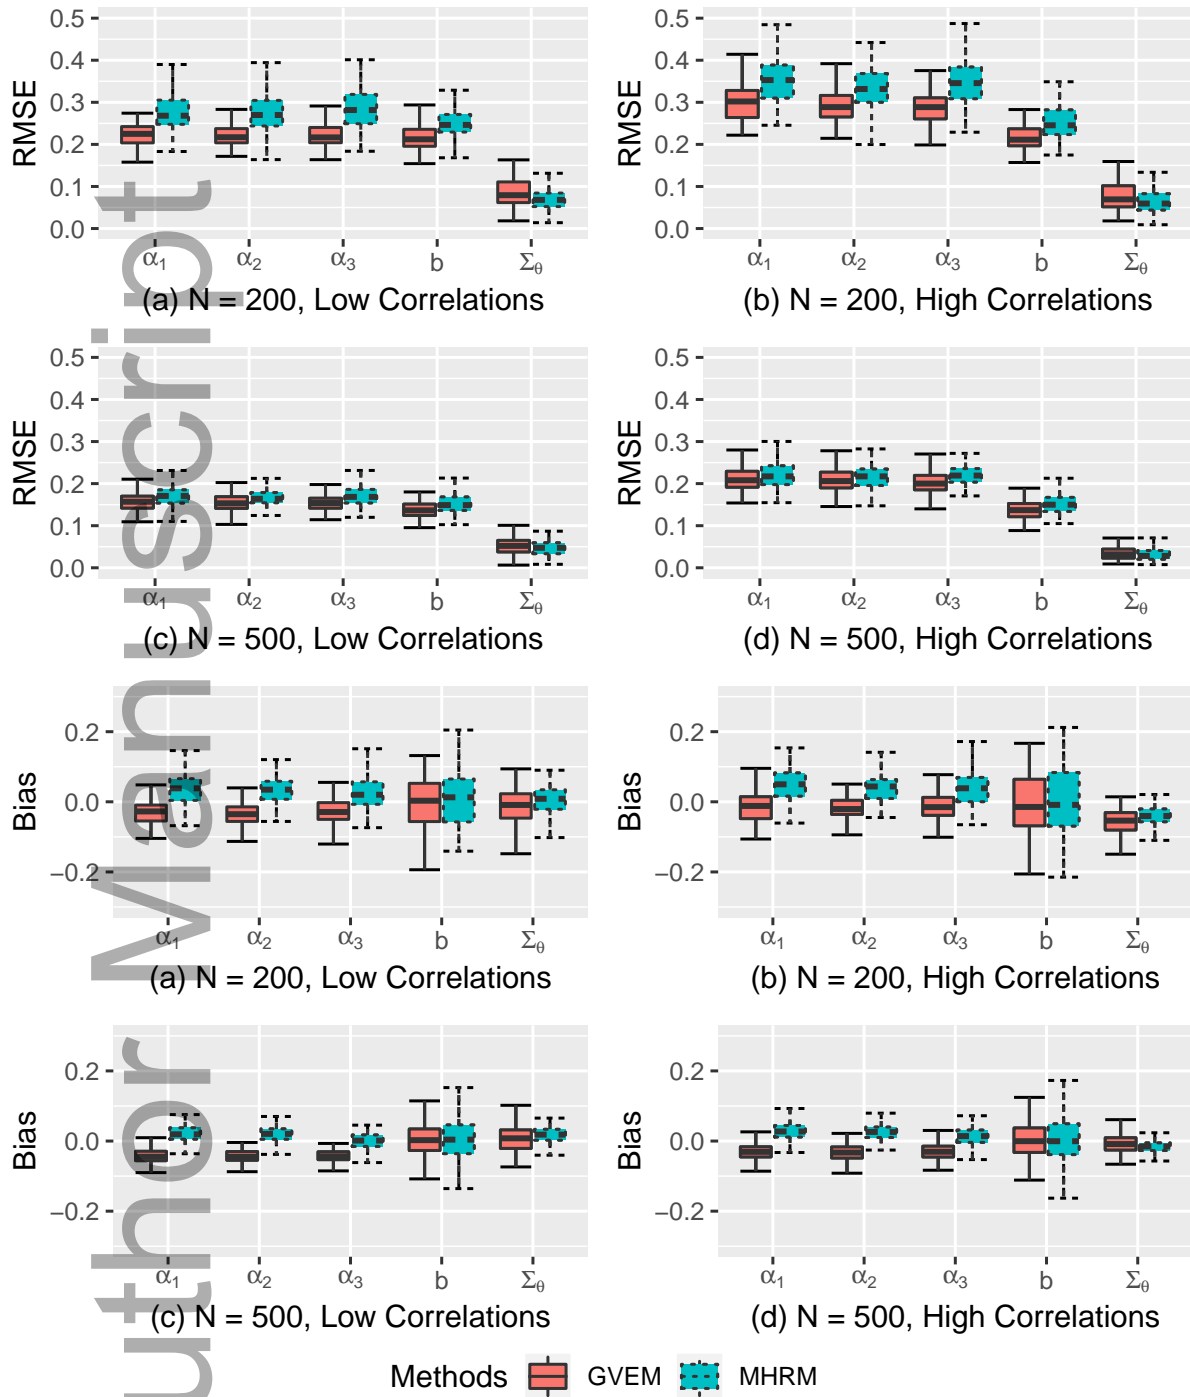 0.5
0.4
0.3
0.2
0.1
0.0
RMSE
α1 α2 α3 b Σθ
(a) N = 200, Low Correlations
0.5
0.4
0.3
0.2
0.1
0.0
RMSE
α1 α2 α3 b Σθ
(b) N = 200, High Correlations
0.5
0.4
0.3
0.2
0.1
0.0
RMSE
α1 α2 α3 b Σθ
(c) N = 500, Low Correlations
0.5
0.4
0.3
0.2
0.1
0.0
RMSE
α1 α2 α3 b Σθ
(d) N = 500, High Correlations
0.2
0.0
−0.2
Bias
α1 α2 α3 b Σθ
(a) N = 200, Low Correlations
0.2
0.0
−0.2
Bias
α1 α2 α3 b Σθ
(b) N = 200, High Correlations
0.2
0.0
−0.2
Bias
α1 α2 α3 b Σθ
(c) N = 500, Low Correlations
0.2
0.0
−0.2
Bias
α1 α2 α3 b Σθ
(d) N = 500, High Correlations
Methods GVEM MHRM
uthor Manuscript